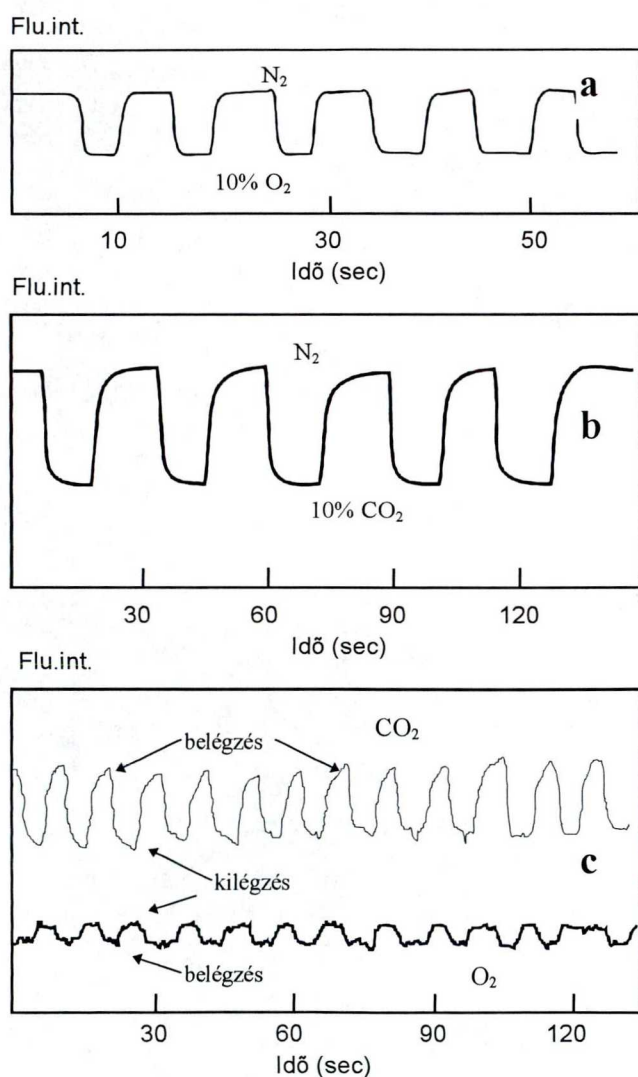 Flu.int.
N₂
a
10% O₂
10 30 50
Idő (sec)
Flu.int.
N₂
b
10% CO₂
30 60 90 120
Idő (sec)
Flu.int.
CO₂
belégzés
c
kilégzés
belégzés
O₂
30 60 90 120
Idő (sec)